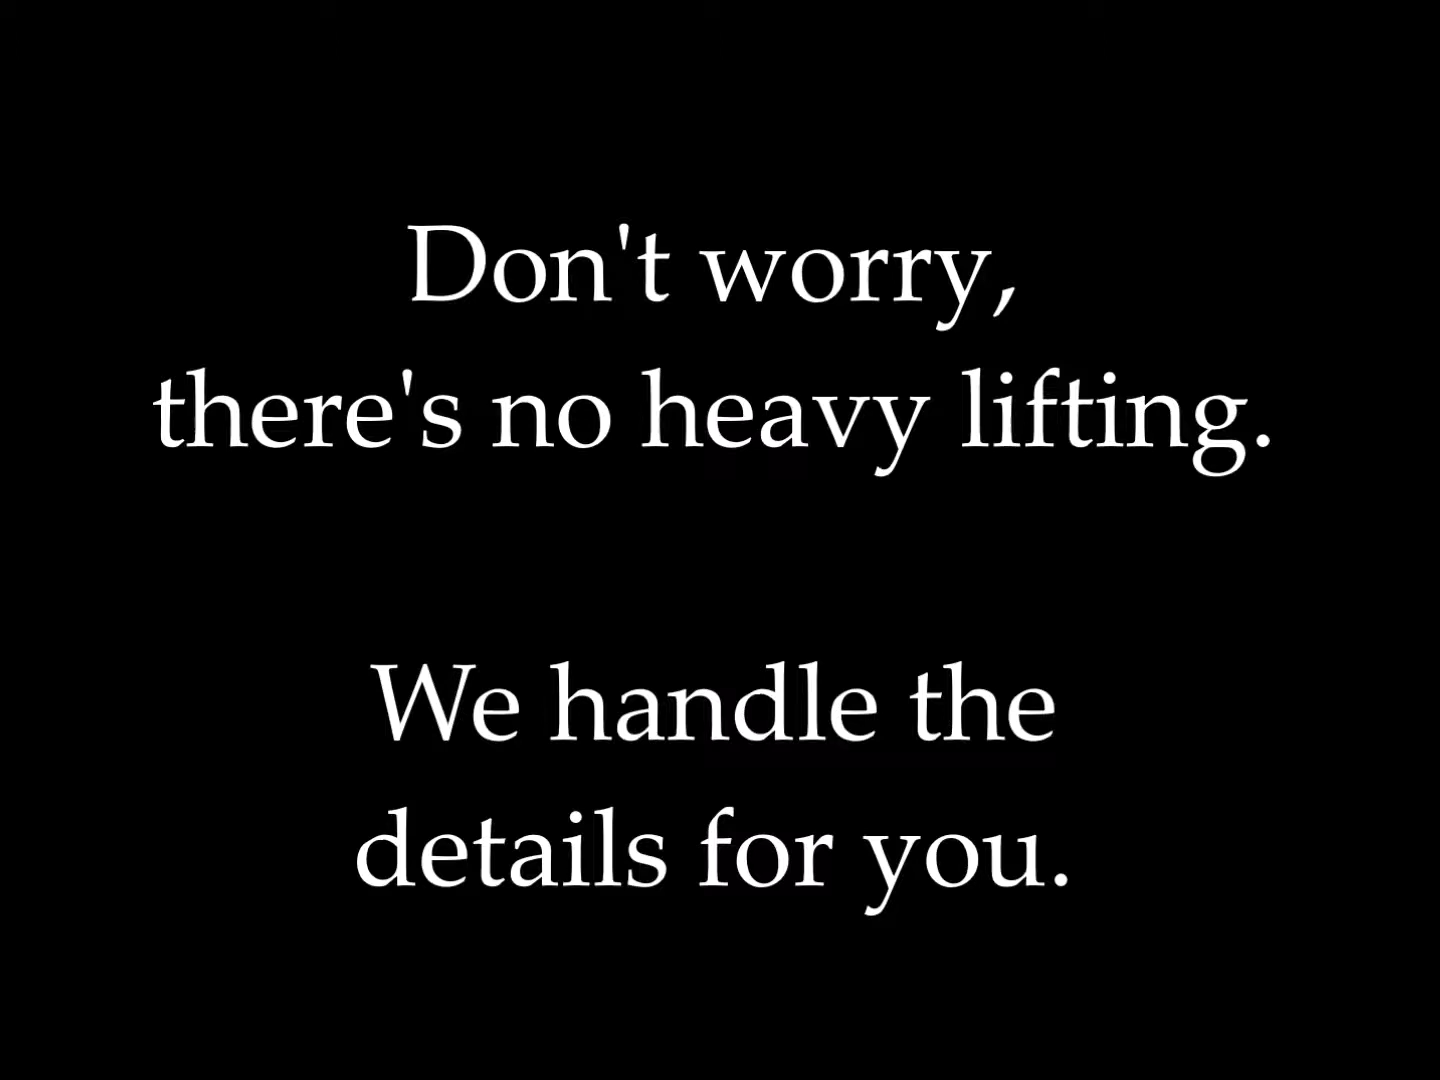 Don't worry,
there's no heavy lifting.
We handle the
details for you.